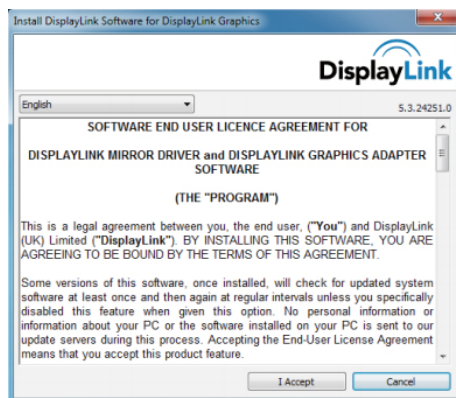 Install DisplayLink Software for DisplayLink Graphics
DisplayLink
English
5.3.24251.0
SOFTWARE END USER LICENCE AGREEMENT FOR
DISPLAYLINK MIRROR DRIVER and DISPLAYLINK GRAPHICS ADAPTER
SOFTWARE
(THE "PROGRAM")
This is a legal agreement between you, the end user, ("You") and DisplayLink
(UK) Limited ("DisplayLink"). BY INSTALLING THIS SOFTWARE, YOU ARE
AGREEING TO BE BOUND BY THE TERMS OF THIS AGREEMENT.
Some versions of this software, once installed, will check for updated system
software at least once and then again at regular intervals unless you specifically
disabled this feature when given this option. No personal information or
information about your PC or the software installed on your PC is sent to our
update servers during this process. Accepting the End-User License Agreement
means that you accept this product feature.
I Accept
Cancel